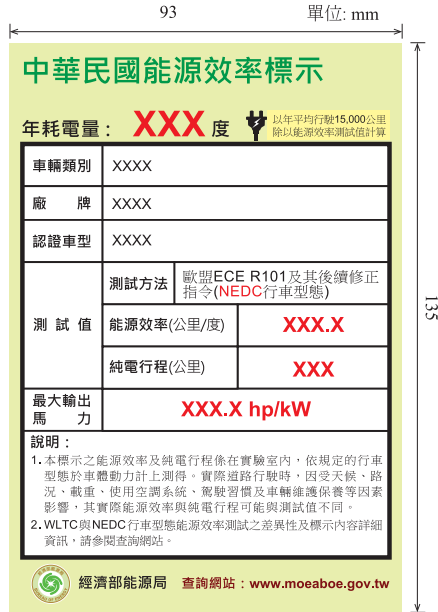 93
單位: mm
中華民國能源效率標示
年耗電量： XXX 度
以年平均行駛15,000公里
除以能源效率測試值計算
車輛類別 XXXX
廠 牌 XXXX
認證車型 XXXX
測試值
測試方法
歐盟ECE R101及其後續修正
指令(NEDC行車型態)
能源效率(公里/度) XXX.X
純電行程(公里) XXX
最大輸出
馬 力
XXX.X hp/kW
135
說明：
1. 本標示之能源效率及純電行程係在實驗室內，依規定的行車
型態於車體動力計上測得。實際道路行駛時，因受天候、路
況、載重、使用空調系統、駕駛習慣及車輛維護保養等因素
影響，其實際能源效率與純電行程可能與測試值不同。
2. WLTC與NEDC行車型態能源效率測試之差異性及標示內容詳細
資訊，請參閱查詢網站。
經濟部能源局 查詢網站：www.moeaboe.gov.tw